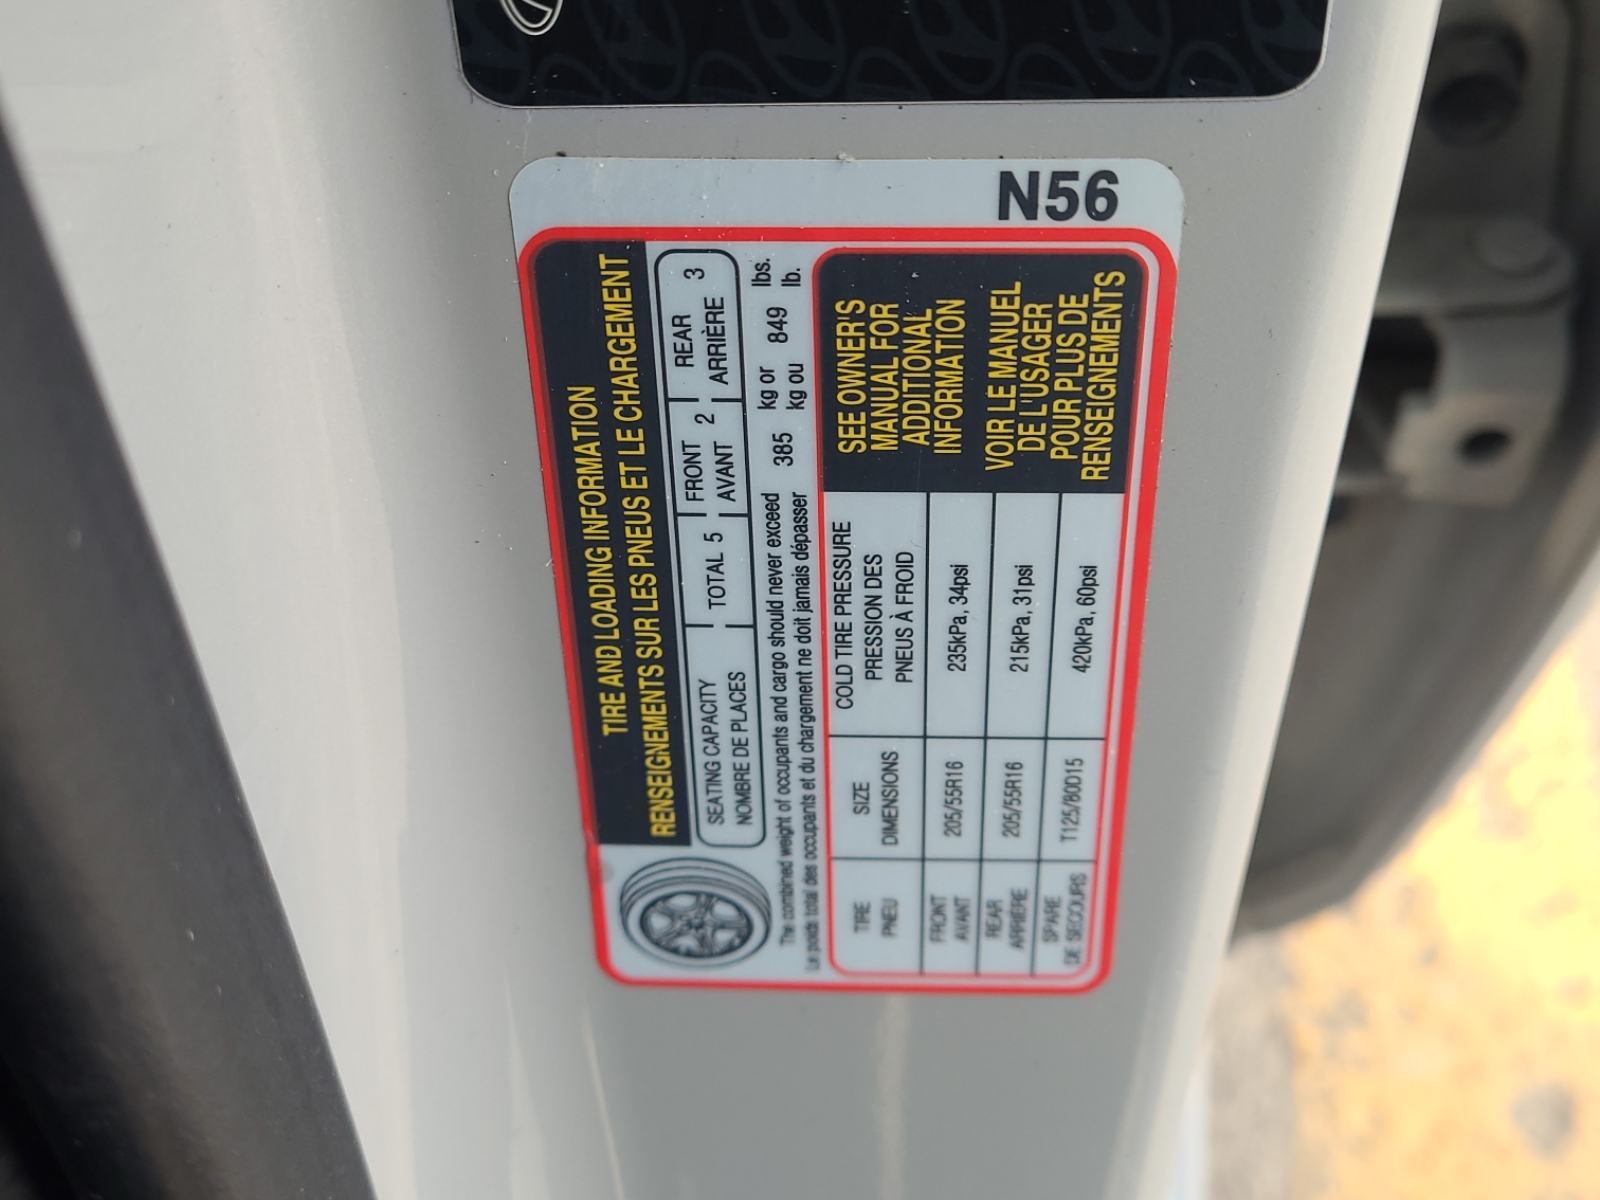 N56
TIRE AND LOADING INFORMATION
RENSEIGNEMENTS SUR LES PNEUS ET LE CHARGEMENT
SEATING CAPACITY
NOMBRE DE PLACES
TOTAL 5
FRONT
AVANT
2
REAR
ARRIÈRE
3
The combined weight of occupants and cargo should never exceed 385 kg or 849 lbs.
Le poids total des occupants et du chargement ne doit jamais dépasser 385 kg ou 849 lb.
TIRE
PNEU
SIZE
DIMENSIONS
COLD TIRE PRESSURE
PRESSION DES
PNEUS À FROID
FRONT
AVANT
205/55R16
235kPa, 34psi
REAR
ARRIÈRE
205/55R16
215kPa, 31psi
SPARE
DE SECOURS
T125/80D15
420kPa, 60psi
SEE OWNER'S
MANUAL FOR
ADDITIONAL
INFORMATION
VOIR LE MANUEL
DE L'USAGER
POUR PLUS DE
RENSEIGNEMENTS